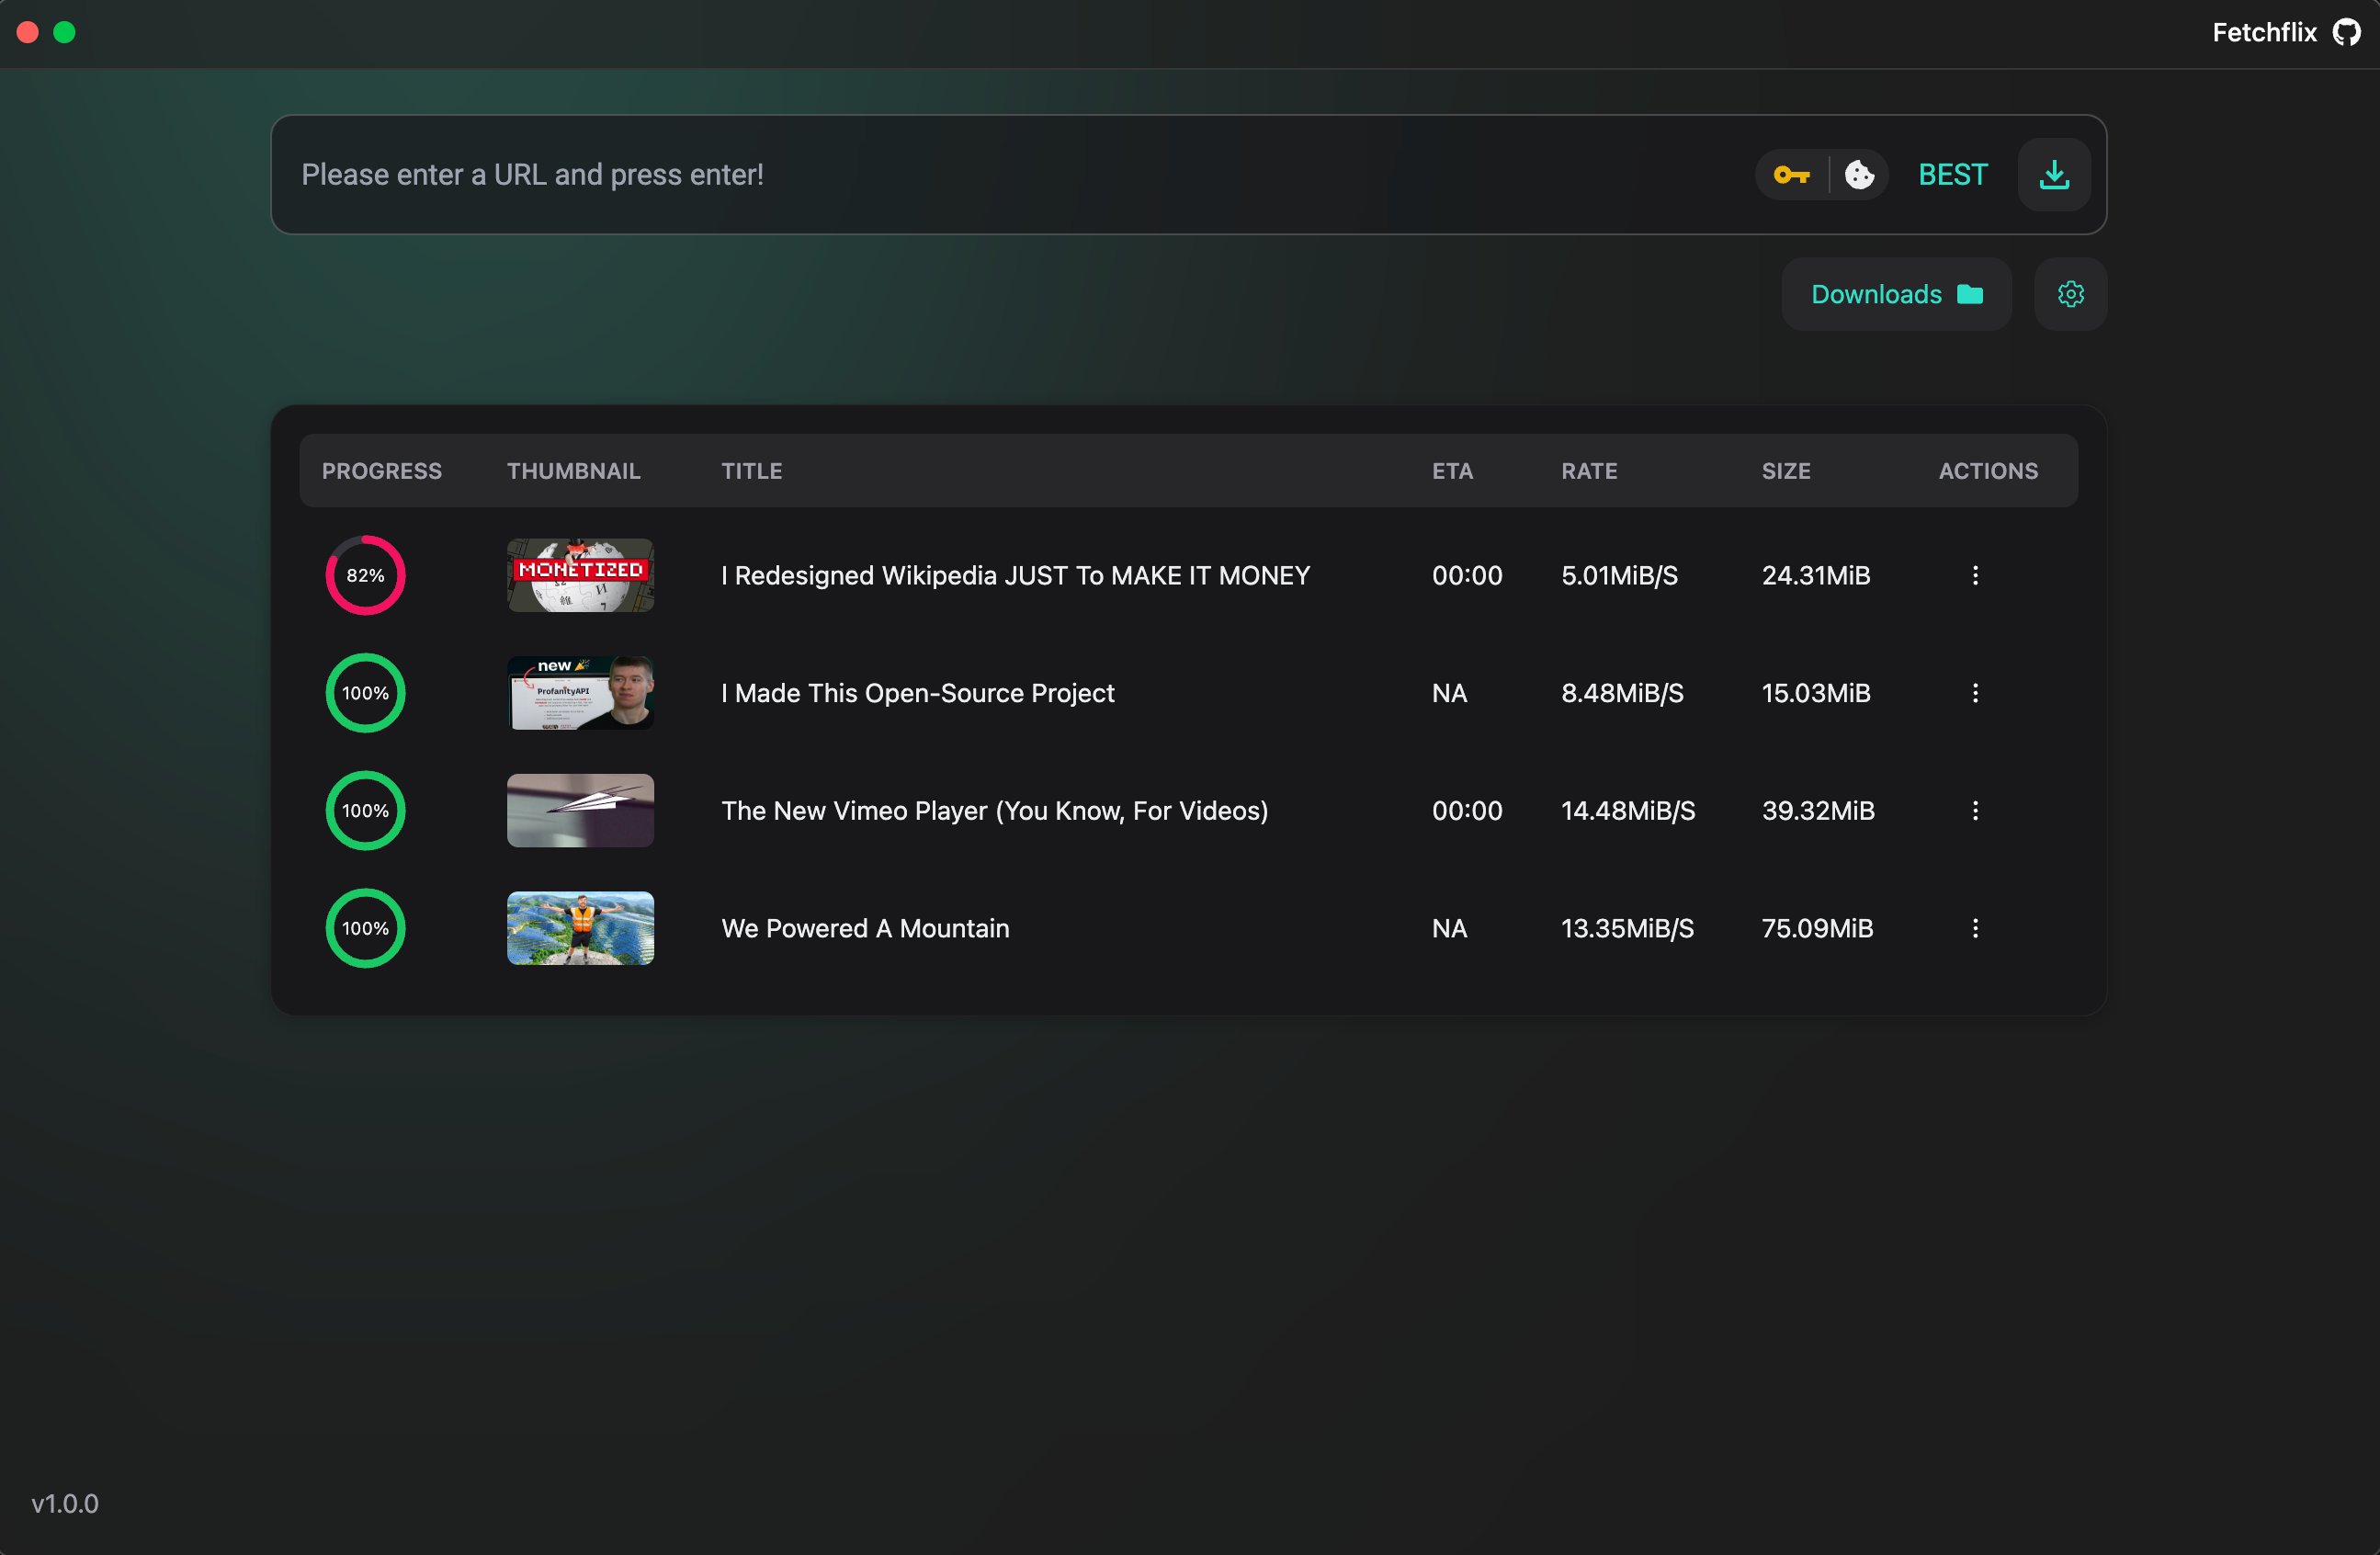 Fetchflix
Please enter a URL and press enter!
BEST
Downloads
PROGRESS THUMBNAIL TITLE ETA RATE SIZE ACTIONS
82% MONETIZED I Redesigned Wikipedia JUST To MAKE IT MONEY 00:00 5.01MiB/S 24.31MiB
new
ProfanityAPI
100% I Made This Open-Source Project NA 8.48MiB/S 15.03MiB
100% The New Vimeo Player (You Know, For Videos) 00:00 14.48MiB/S 39.32MiB
100% We Powered A Mountain NA 13.35MiB/S 75.09MiB
v1.0.0